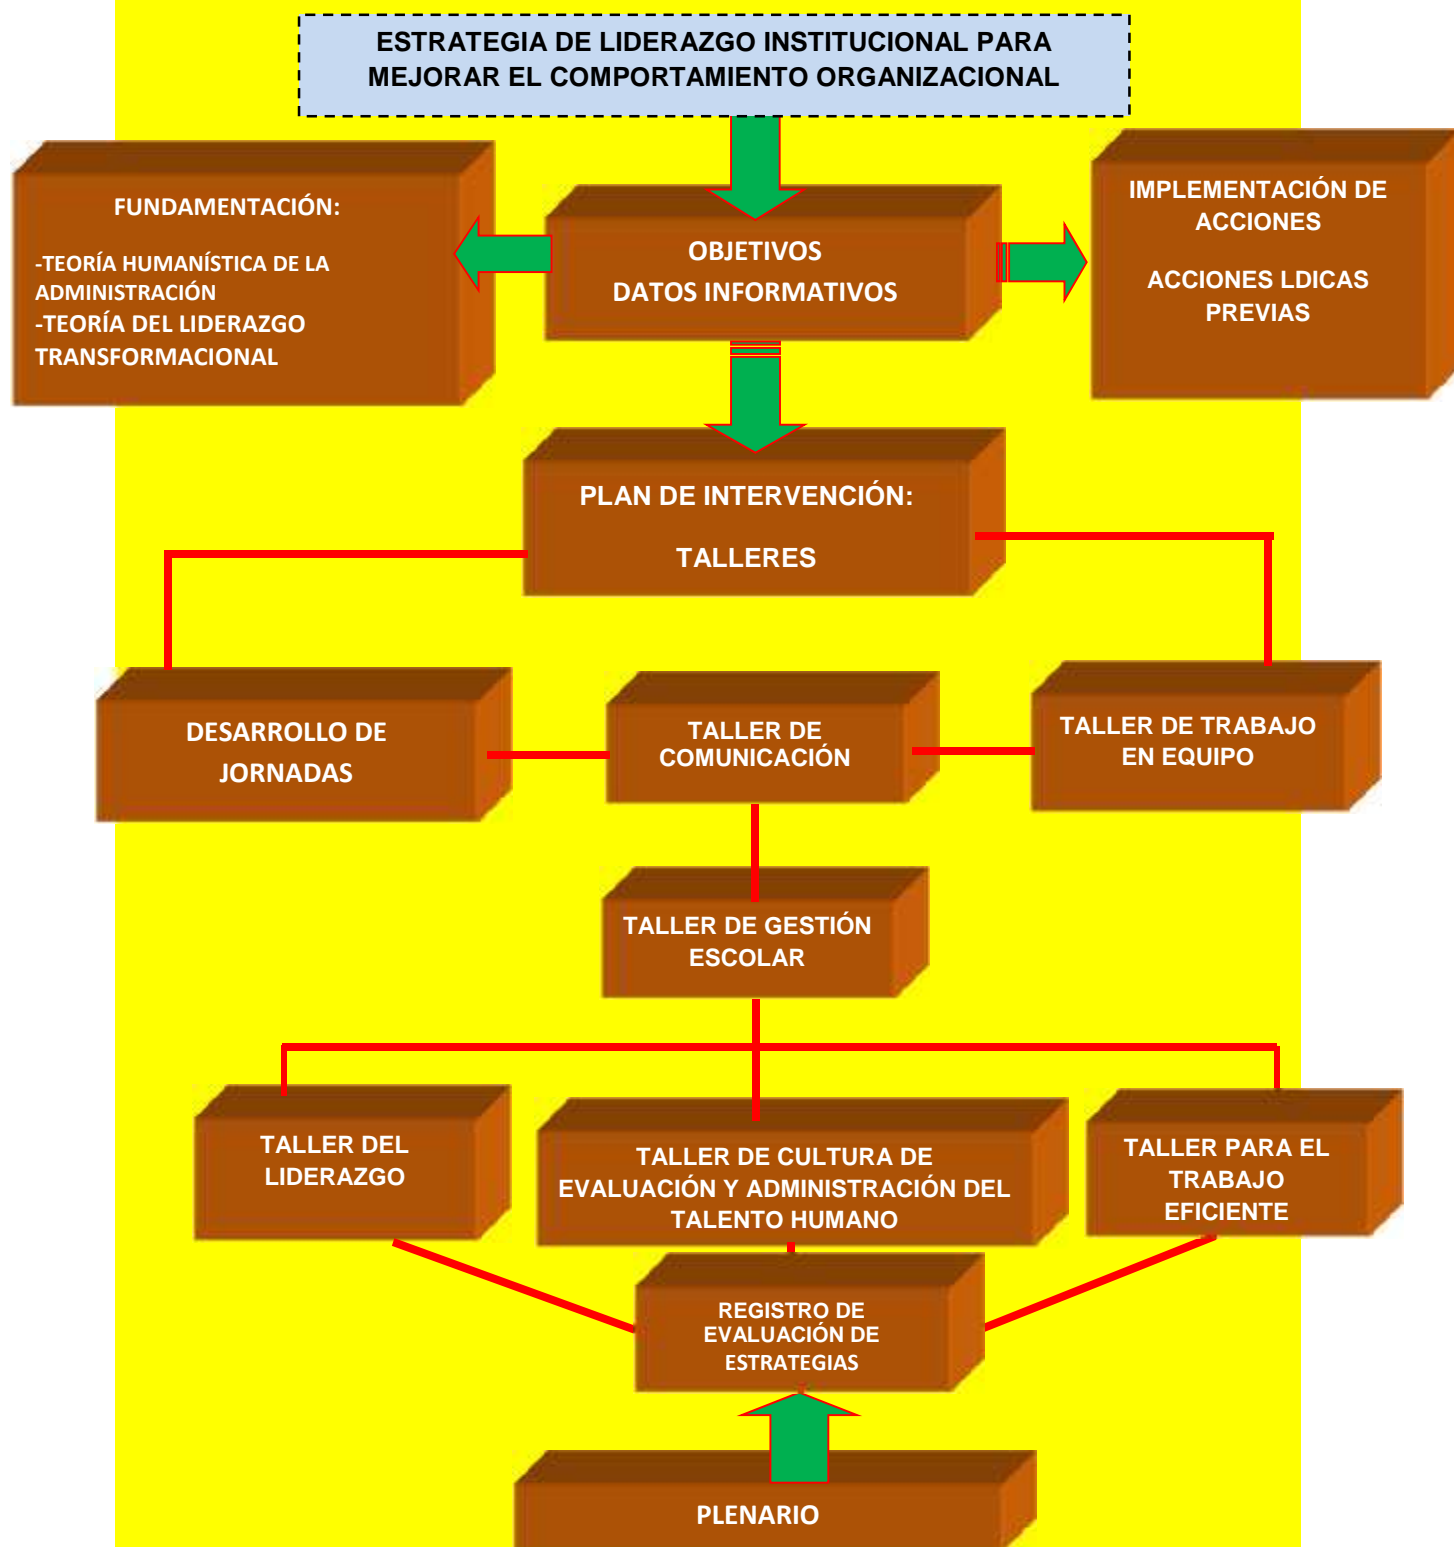 ESTRATEGIA DE LIDERAZGO INSTITUCIONAL PARA
MEJORAR EL COMPORTAMIENTO ORGANIZACIONAL
FUNDAMENTACIÓN:
-TEORÍA HUMANÍSTICA DE LA
ADMINISTRACIÓN
-TEORÍA DEL LIDERAZGO
TRANSFORMACIONAL
OBJETIVOS
DATOS INFORMATIVOS
IMPLEMENTACIÓN DE
ACCIONES
ACCIONES LDICAS
PREVIAS
PLAN DE INTERVENCIÓN:
TALLERES
DESARROLLO DE
JORNADAS
TALLER DE
COMUNICACIÓN
TALLER DE TRABAJO
EN EQUIPO
TALLER DE GESTIÓN
ESCOLAR
TALLER DEL
LIDERAZGO
TALLER DE CULTURA DE
EVALUACIÓN Y ADMINISTRACIÓN DEL
TALENTO HUMANO
TALLER PARA EL
TRABAJO
EFICIENTE
REGISTRO DE
EVALUACIÓN DE
ESTRATEGIAS
PLENARIO